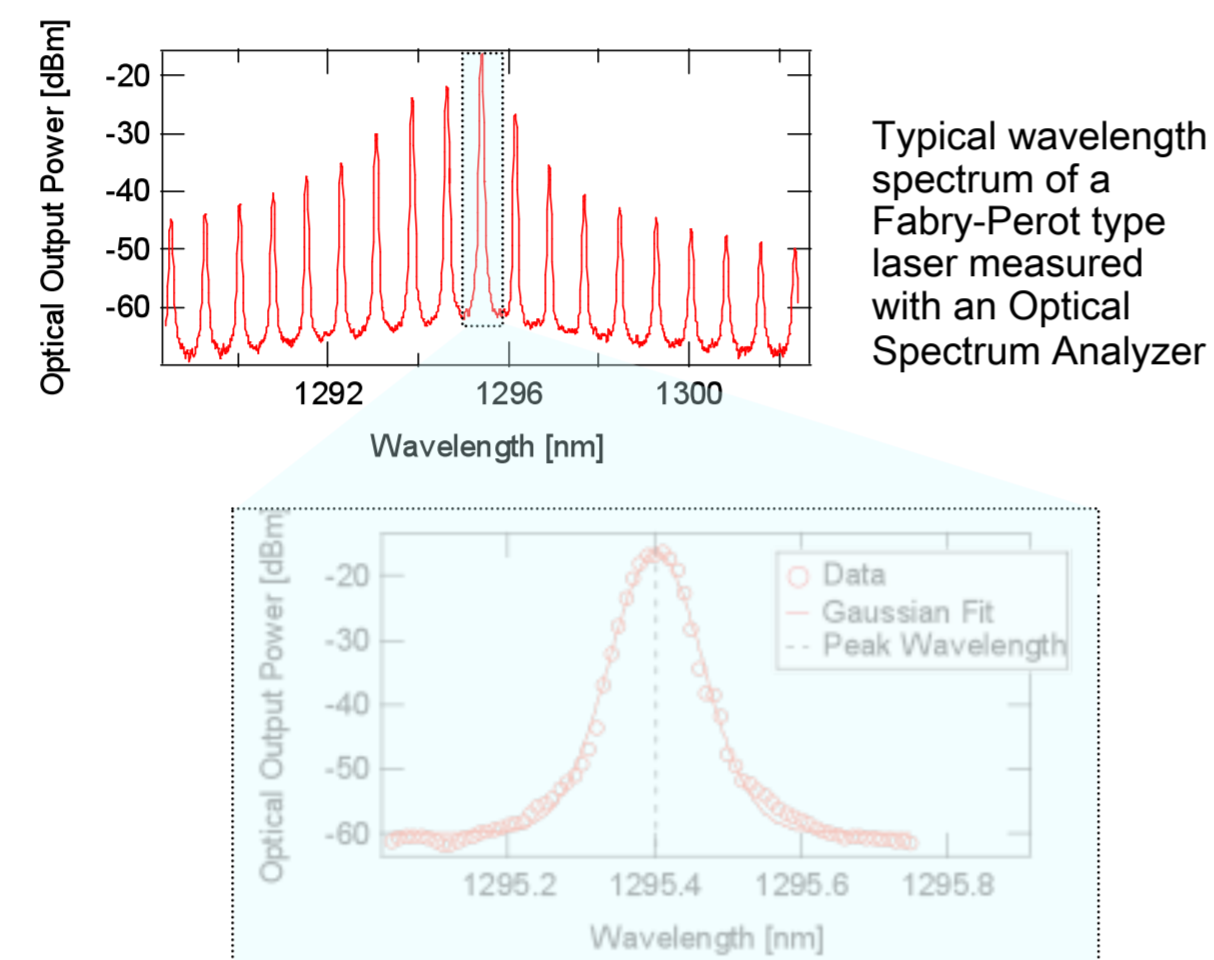 Optical Output Power [dBm]
-20
-30
-40
-50
-60
1292
1296
1300
Wavelength [nm]
Typical wavelength
spectrum of a
Fabry-Perot type
laser measured
with an Optical
Spectrum Analyzer
Optical Output Power [dBm]
-20
-30
-40
-50
-60
Data
Gaussian Fit
Peak Wavelength
1295.2
1295.4
1295.6
1295.8
Wavelength [nm]